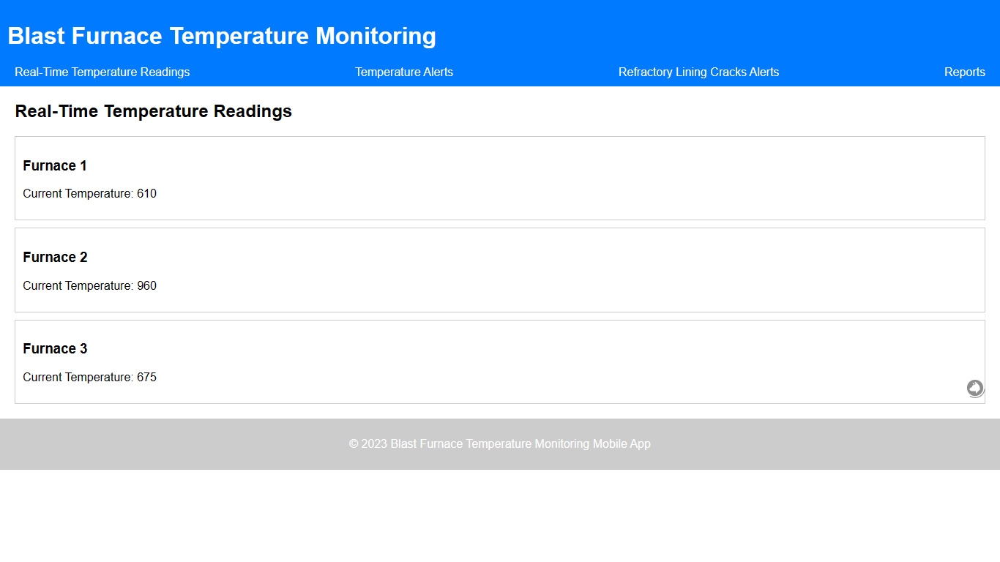 Blast Furnace Temperature Monitoring
Real-Time Temperature Readings Temperature Alerts Refractory Lining Cracks Alerts Reports
Real-Time Temperature Readings
Furnace 1
Current Temperature: 610
Furnace 2
Current Temperature: 960
Furnace 3
Current Temperature: 675
© 2023 Blast Furnace Temperature Monitoring Mobile App